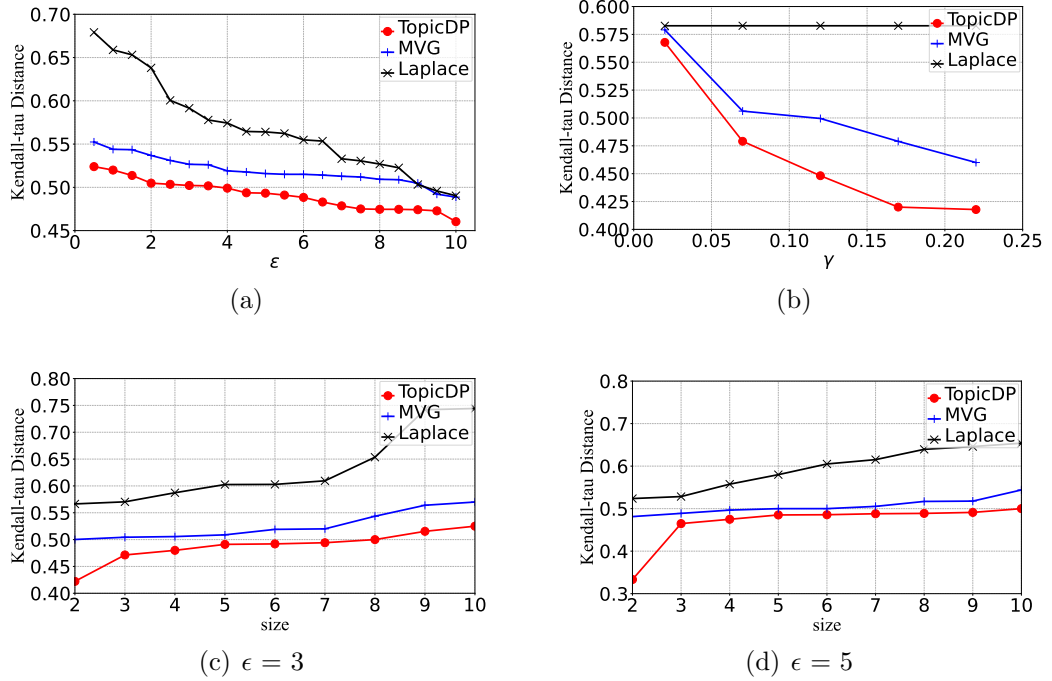 0.70
0.65
0.60
0.55
0.50
0.45
Kendall-tau Distance
TopicDP
MVG
Laplace
0 2 4 6 8 10
ε
(a)
0.600
0.575
0.550
0.525
0.500
0.475
0.450
0.425
0.400
Kendall-tau Distance
TopicDP
MVG
Laplace
0.00 0.05 0.10 0.15 0.20 0.25
γ
(b)
0.80
0.75
0.70
0.65
0.60
0.55
0.50
0.45
0.40
Kendall-tau Distance
TopicDP
MVG
Laplace
2 3 4 5 6 7 8 9 10
size
(c) ϵ = 3
0.8
0.7
0.6
0.5
0.4
0.3
Kendall-tau Distance
TopicDP
MVG
Laplace
2 3 4 5 6 7 8 9 10
size
(d) ϵ = 5